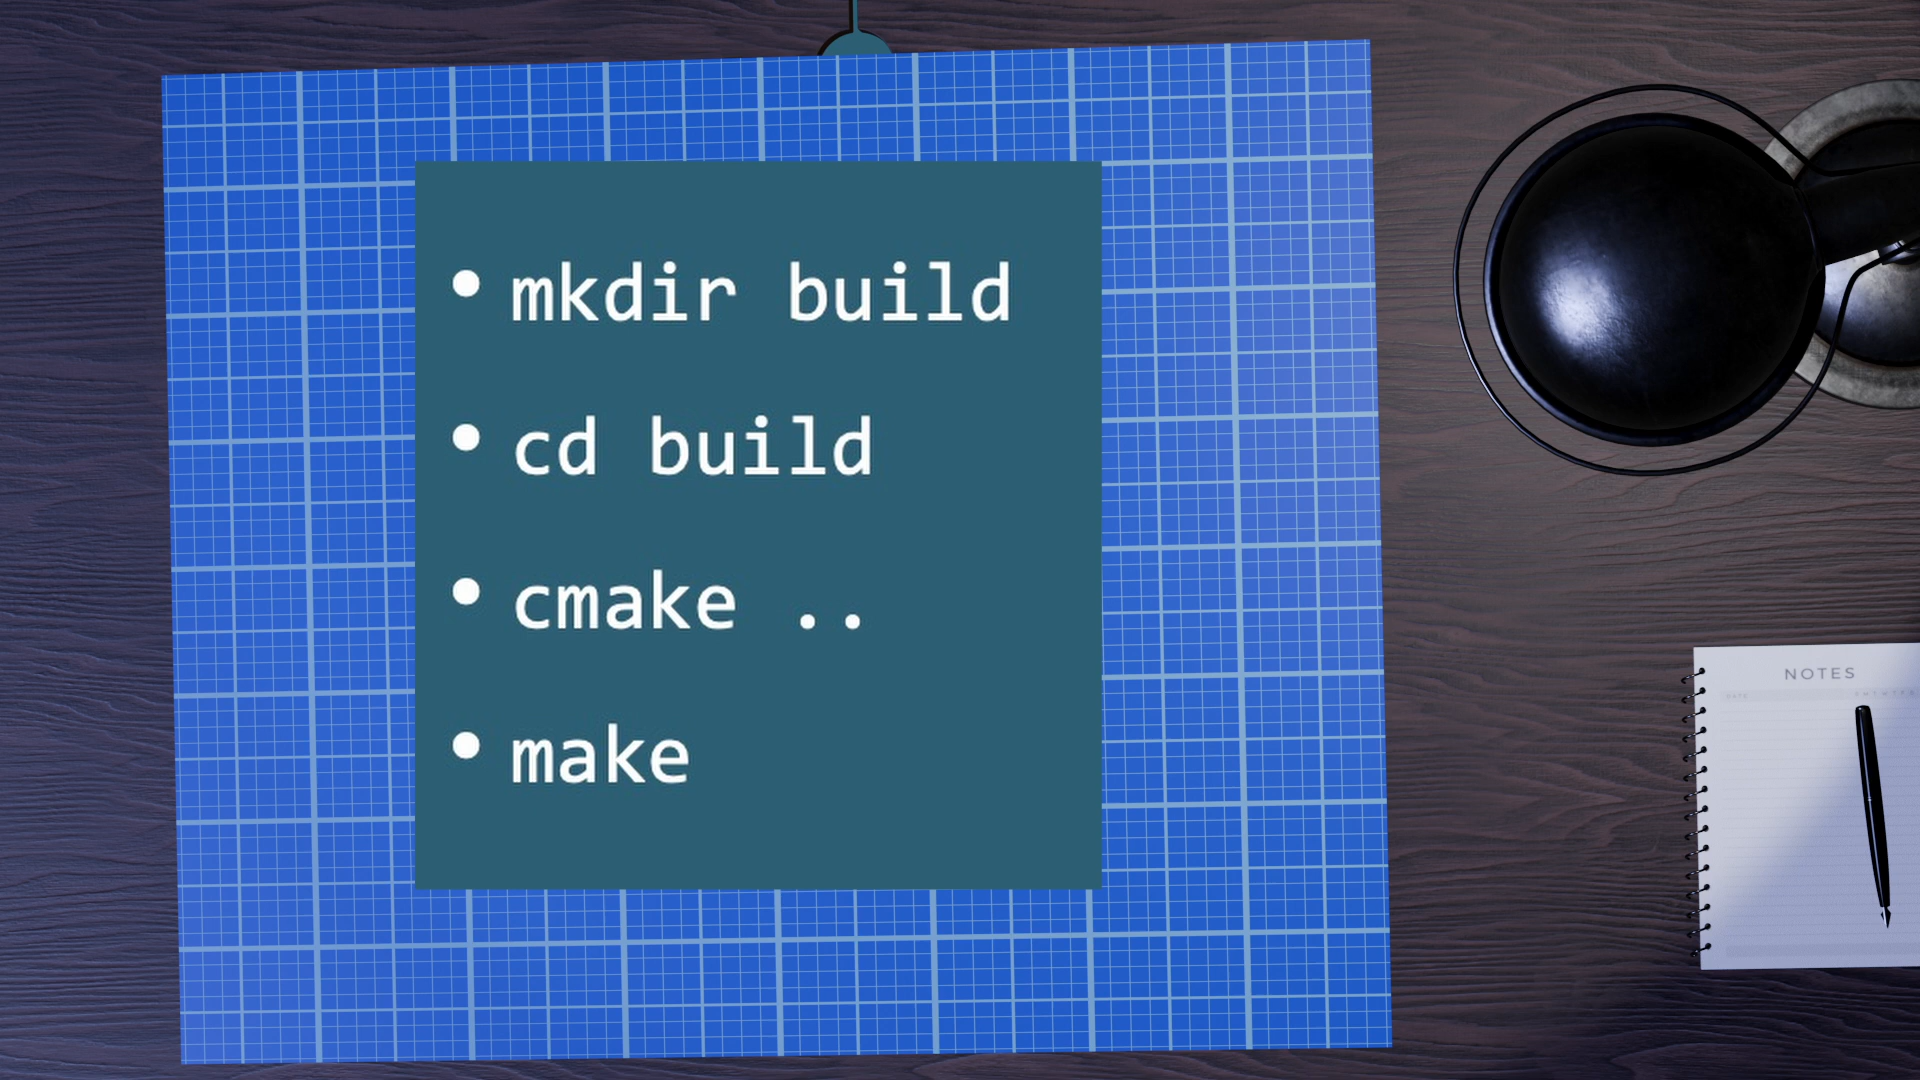 • mkdir build
• cd build
• cmake ..
• make
NOTES